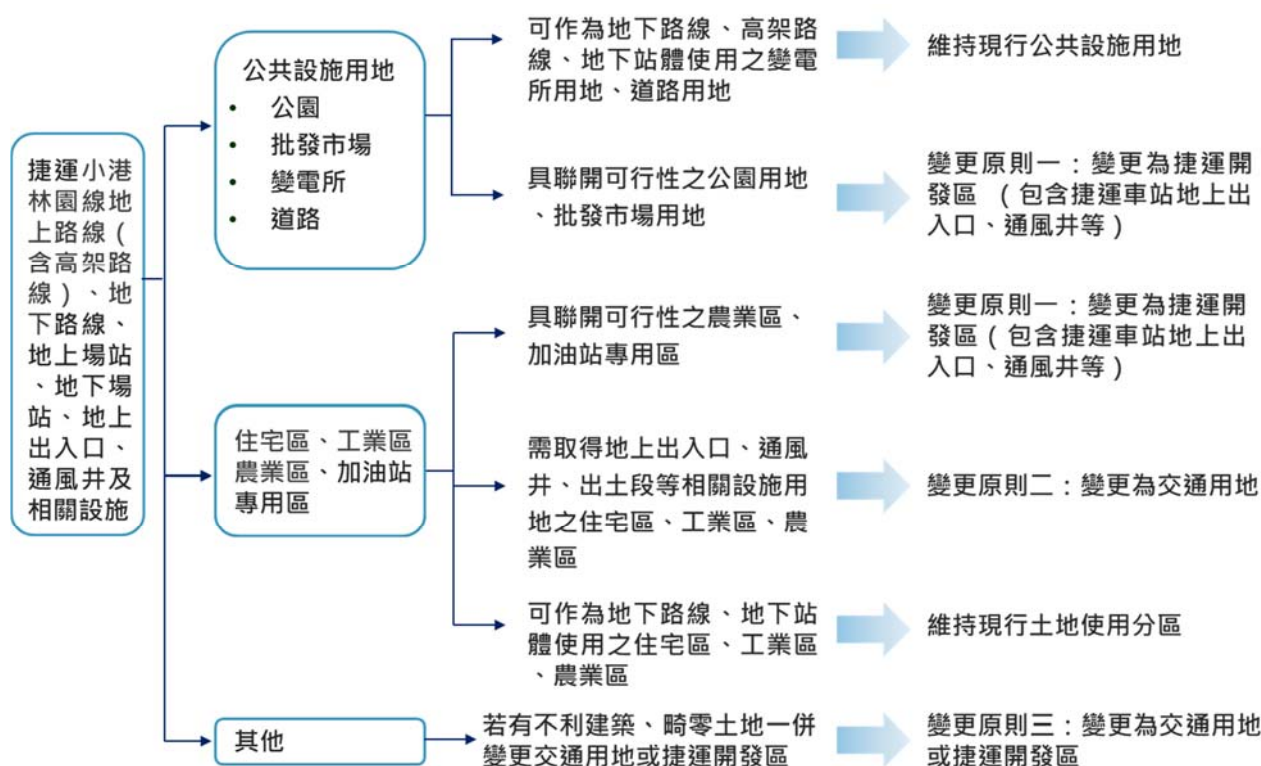 捷運小港
林園線地
上路線（
含高架路
線）、地
下路線、
地上場站
、地下場
站、地上
出入口、
通風井及
相關設施
公共設施用地
• 公園
• 批發市場
• 變電所
• 道路
可作為地下路線、高架路
線、地下站體使用之變電
所用地、道路用地
維持現行公共設施用地
具聯開可行性之公園用地
、批發市場用地
變更原則一：變更為捷運開
發區 （包含捷運車站地上出
入口、通風井等）
住宅區、工業區
農業區、加油站
專用區
具聯開可行性之農業區、
加油站專用區
變更原則一：變更為捷運開
發區（包含捷運車站地上出
入口、通風井等）
需取得地上出入口、通風
井、出土段等相關設施用
地之住宅區、工業區、農
業區
變更原則二：變更為交通用地
可作為地下路線、地下站
體使用之住宅區、工業區
、農業區
維持現行土地使用分區
其他
若有不利建築、畸零土地一併
變更交通用地或捷運開發區
變更原則三：變更為交通用地
或捷運開發區